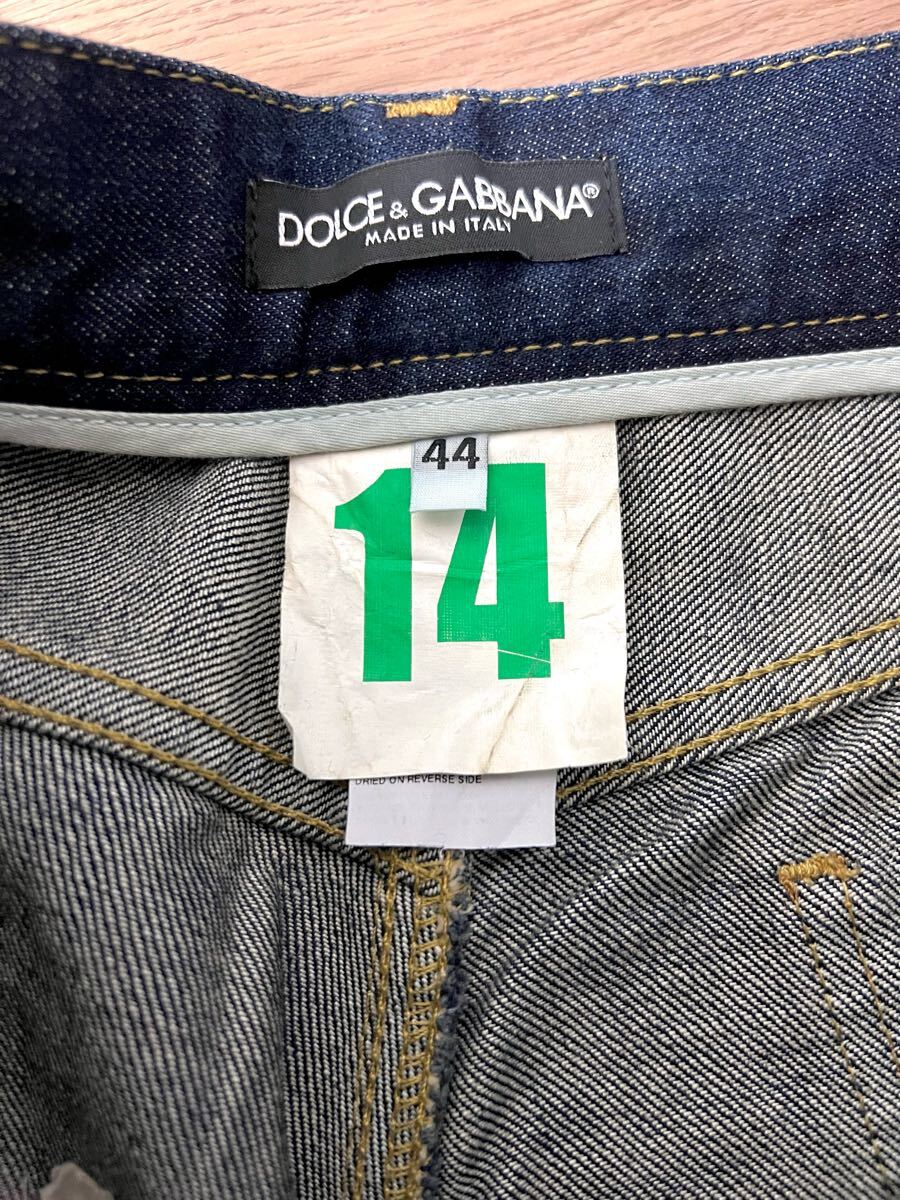 DOLCE & GABBANA®
MADE IN ITALY
44
14
DRIED ON REVERSE SIDE